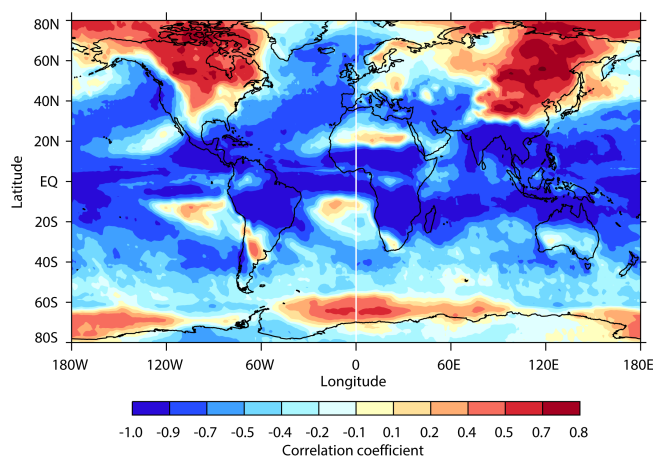 80N
60N
40N
20N
EQ
20S
40S
60S
80S
Latitude
180W 120W 60W 0 60E 120E 180E
Longitude
-1.0 -0.9 -0.7 -0.5 -0.4 -0.2 -0.1 0.1 0.2 0.4 0.5 0.7 0.8
Correlation coefficient